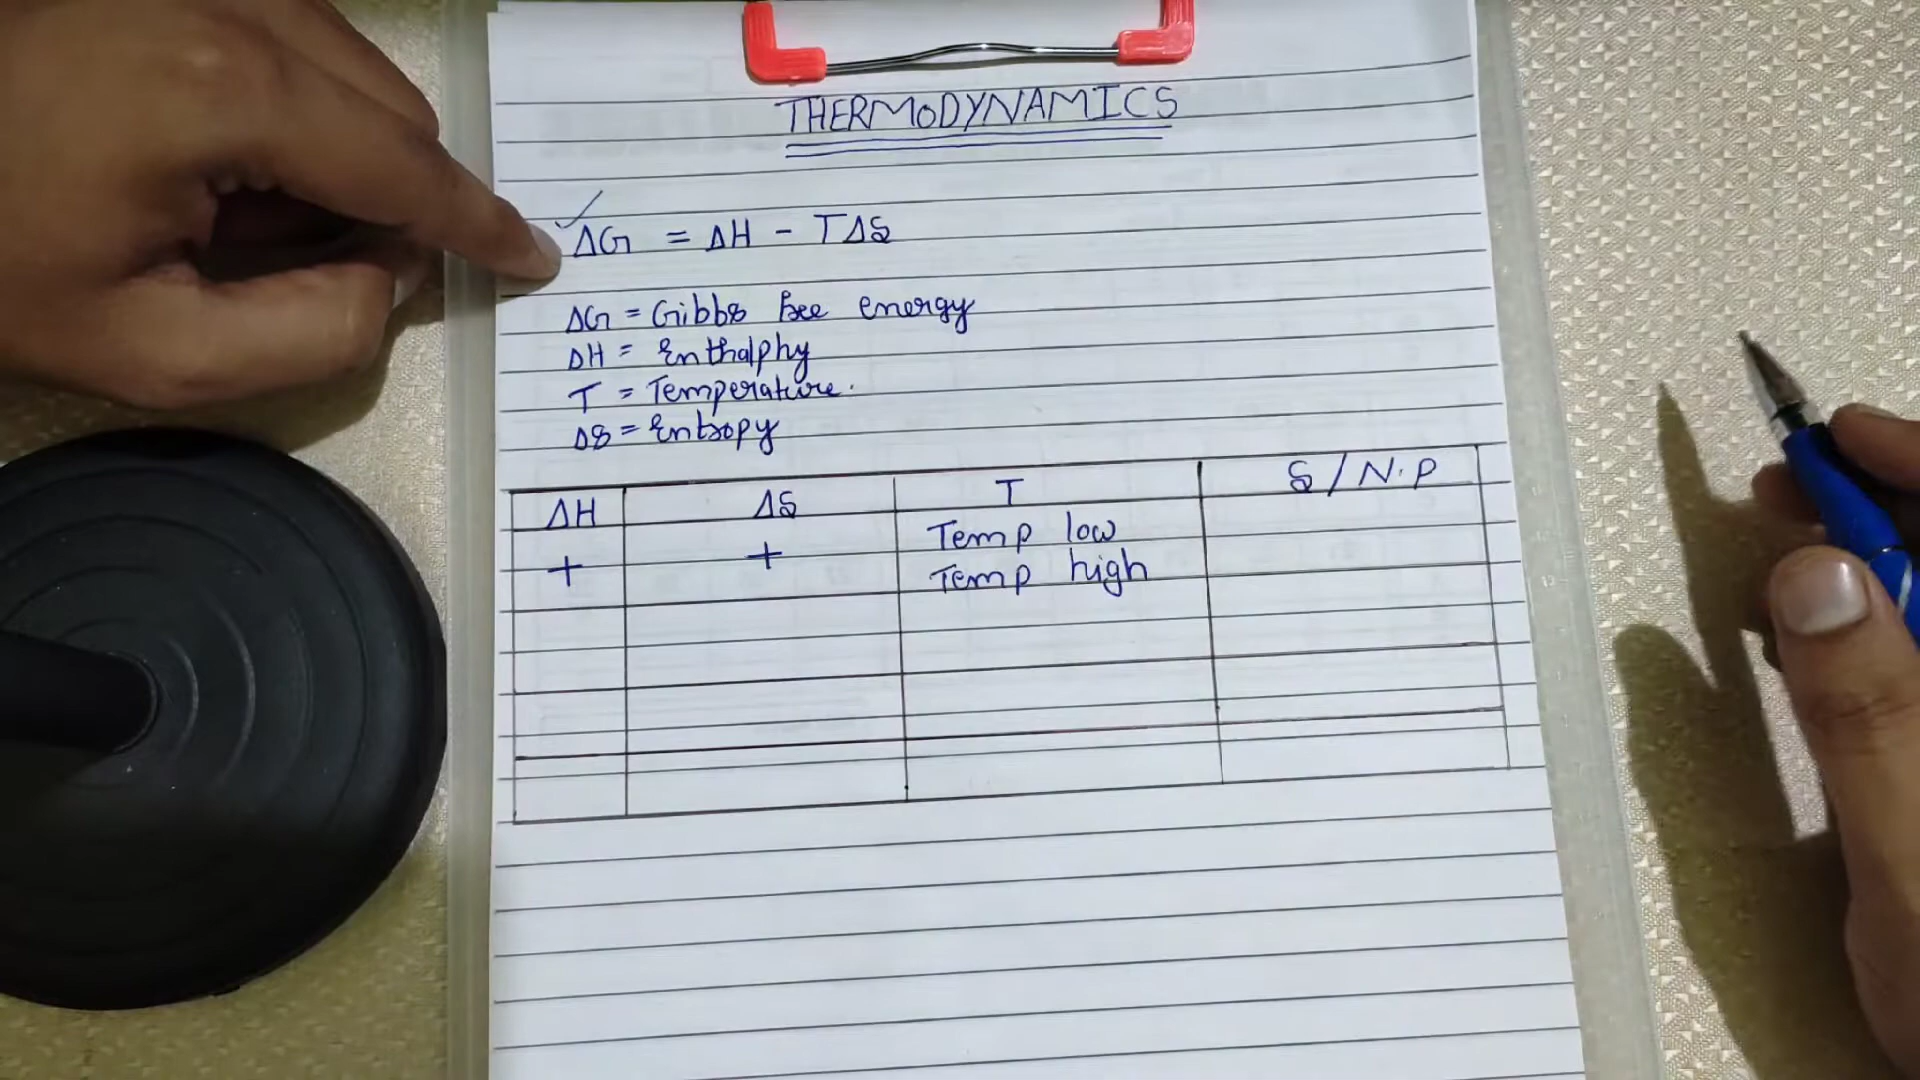 THERMODYNAMICS
ΔG = ΔH - TΔS
ΔG = Gibbs free energy
ΔH = Enthalphy
T = Temperature.
ΔS = Entropy
ΔH ΔS T S/N.P
+ + Temp low
Temp high